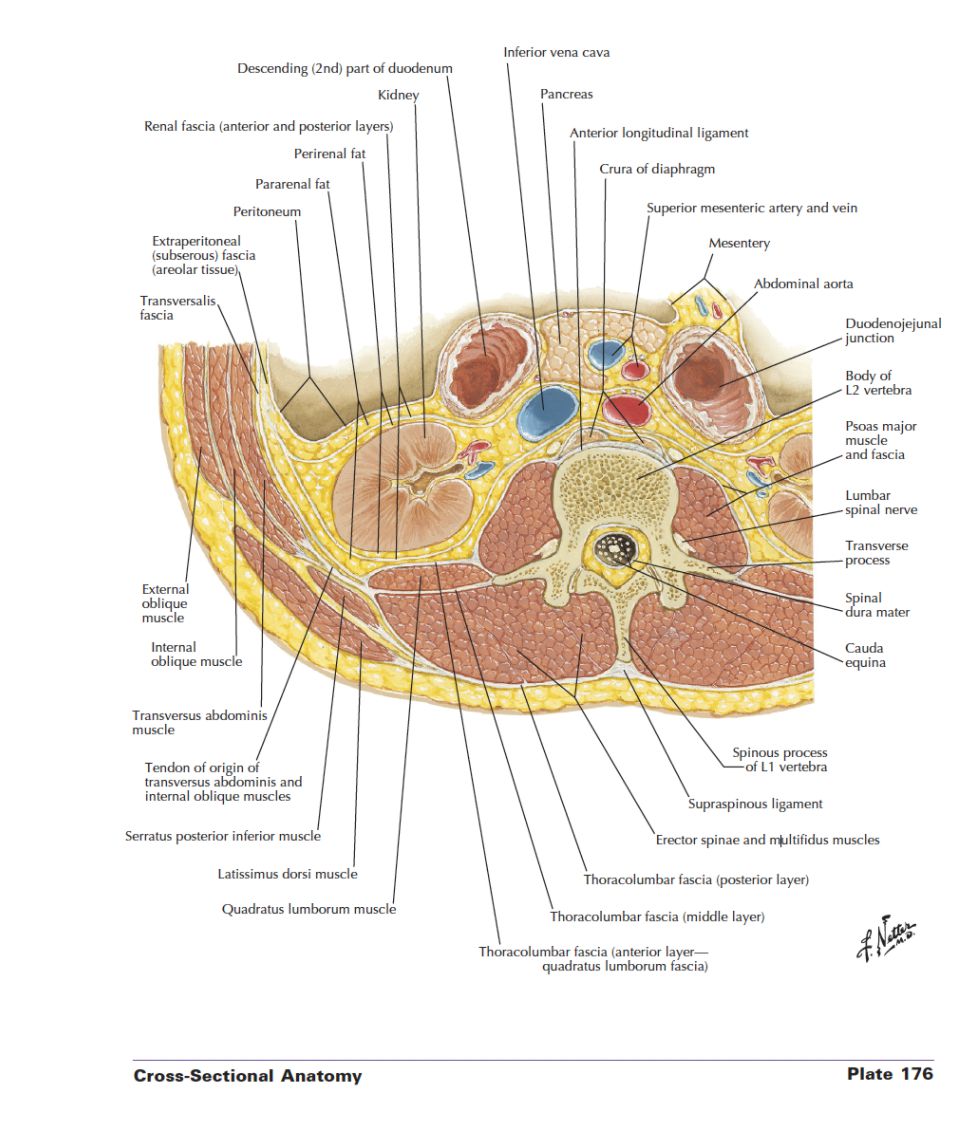 Inferior vena cava
Descending (2nd) part of duodenum
Kidney
Pancreas
Renal fascia (anterior and posterior layers)
Anterior longitudinal ligament
Perirenal fat
Crura of diaphragm
Pararenal fat
Peritoneum
Superior mesenteric artery and vein
Extraperitoneal
(subserous) fascia
(areolar tissue)
Mesentery
Transversalis
fascia
Abdominal aorta
Duodenojejunal
junction
Body of
L2 vertebra
Psoas major
muscle
and fascia
Lumbar
spinal nerve
Transverse
process
External
oblique
muscle
Spinal
dura mater
Internal
oblique muscle
Cauda
equina
Transversus abdominis
muscle
Spinous process
of L1 vertebra
Tendon of origin of
transversus abdominis and
internal oblique muscles
Supraspinous ligament
Serratus posterior inferior muscle
Erector spinae and multifidus muscles
Latissimus dorsi muscle
Thoracolumbar fascia (posterior layer)
Quadratus lumborum muscle
Thoracolumbar fascia (middle layer)
Thoracolumbar fascia (anterior layer—
quadratus lumborum fascia)
F. Netter
M.D.
Cross-Sectional Anatomy
Plate 176